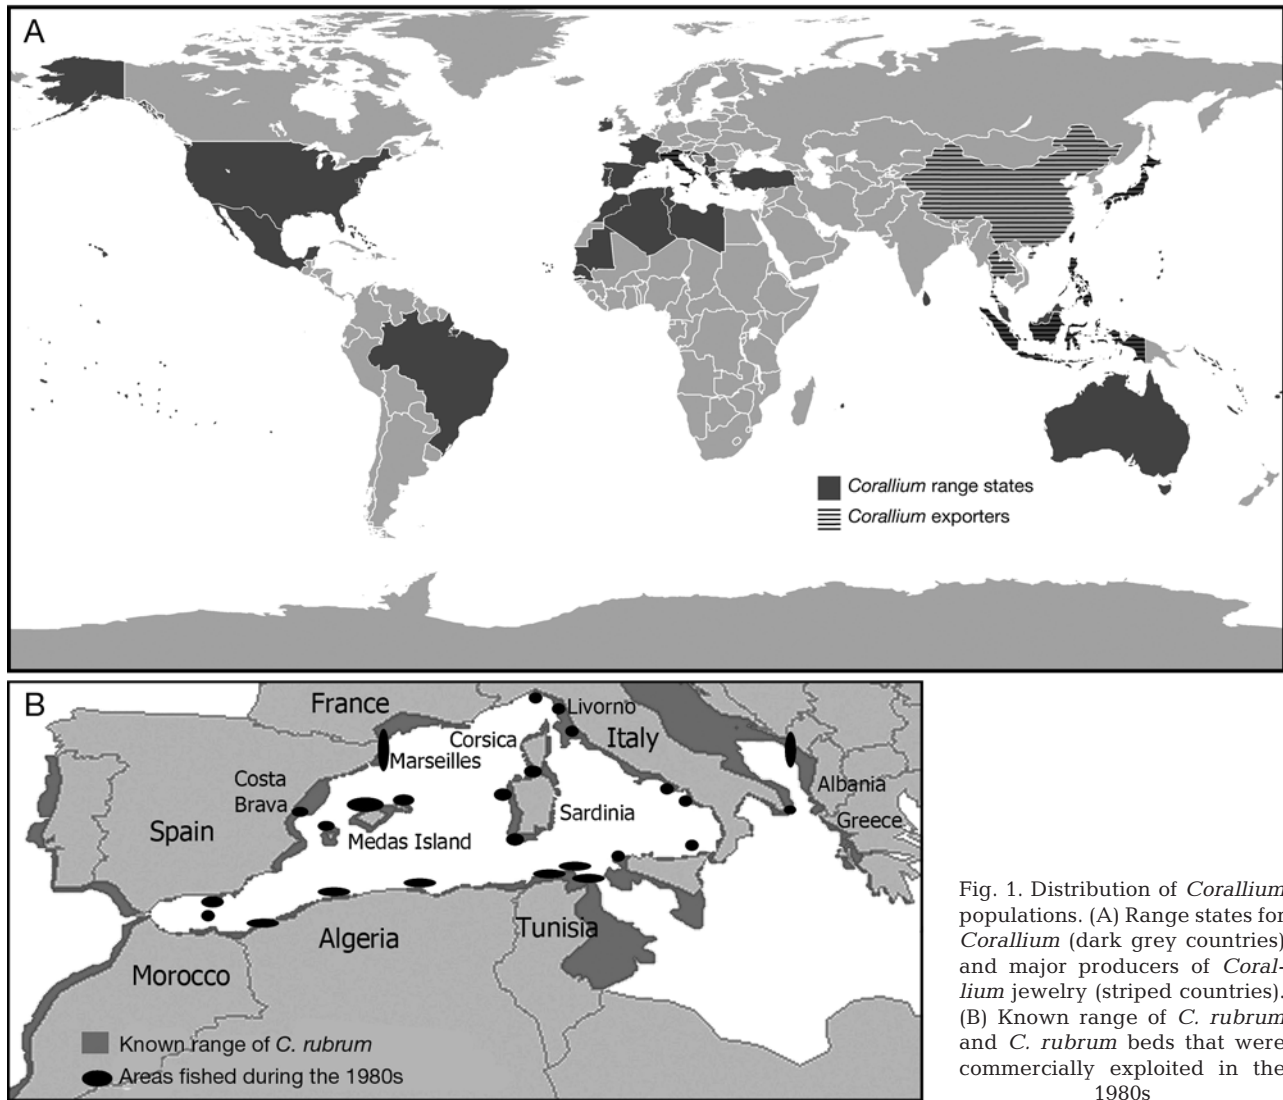 A
Corallium range states
Corallium exporters
B
France
Livorno
Corsica
Italy
Marseilles
Costa
Brava
Albania
Spain
Sardinia
Greece
Medas Island
Tunisia
Algeria
Morocco
Known range of C. rubrum
Areas fished during the 1980s
Fig. 1. Distribution of Corallium
populations. (A) Range states for
Corallium (dark grey countries)
and major producers of Coral-
lium jewelry (striped countries).
(B) Known range of C. rubrum
and C. rubrum beds that were
commercially exploited in the
1980s